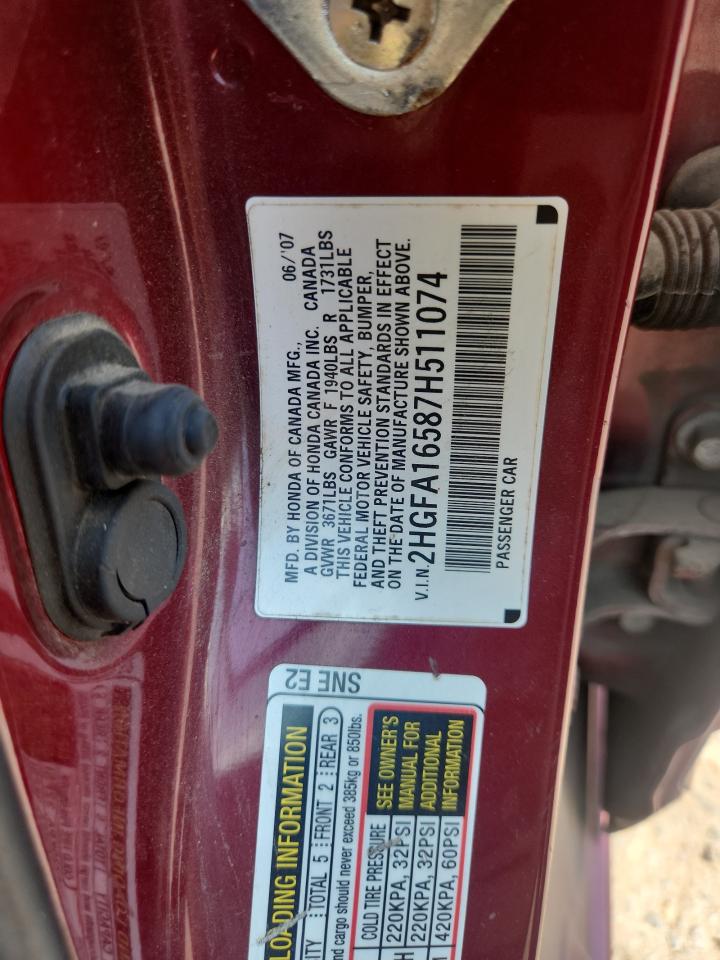 MFD. BY HONDA OF CANADA MFG., 06/'07
A DIVISION OF HONDA CANADA INC. CANADA
GVWR 3671LBS GAWR F 1940LBS R 1731LBS
THIS VEHICLE CONFORMS TO ALL APPLICABLE
FEDERAL MOTOR VEHICLE SAFETY, BUMPER,
AND THEFT PREVENTION STANDARDS IN EFFECT
ON THE DATE OF MANUFACTURE SHOWN ABOVE.
V.I.N. 2HGFA16587H511074
PASSENGER CAR
SNE E2
LOADING INFORMATION
TOTAL 5 FRONT 2 REAR 3
and cargo should never exceed 385kg or 850lbs.
COLD TIRE PRESSURE
220KPA, 32PSI
220KPA, 32PSI
420KPA, 60PSI
SEE OWNER'S
MANUAL FOR
ADDITIONAL
INFORMATION